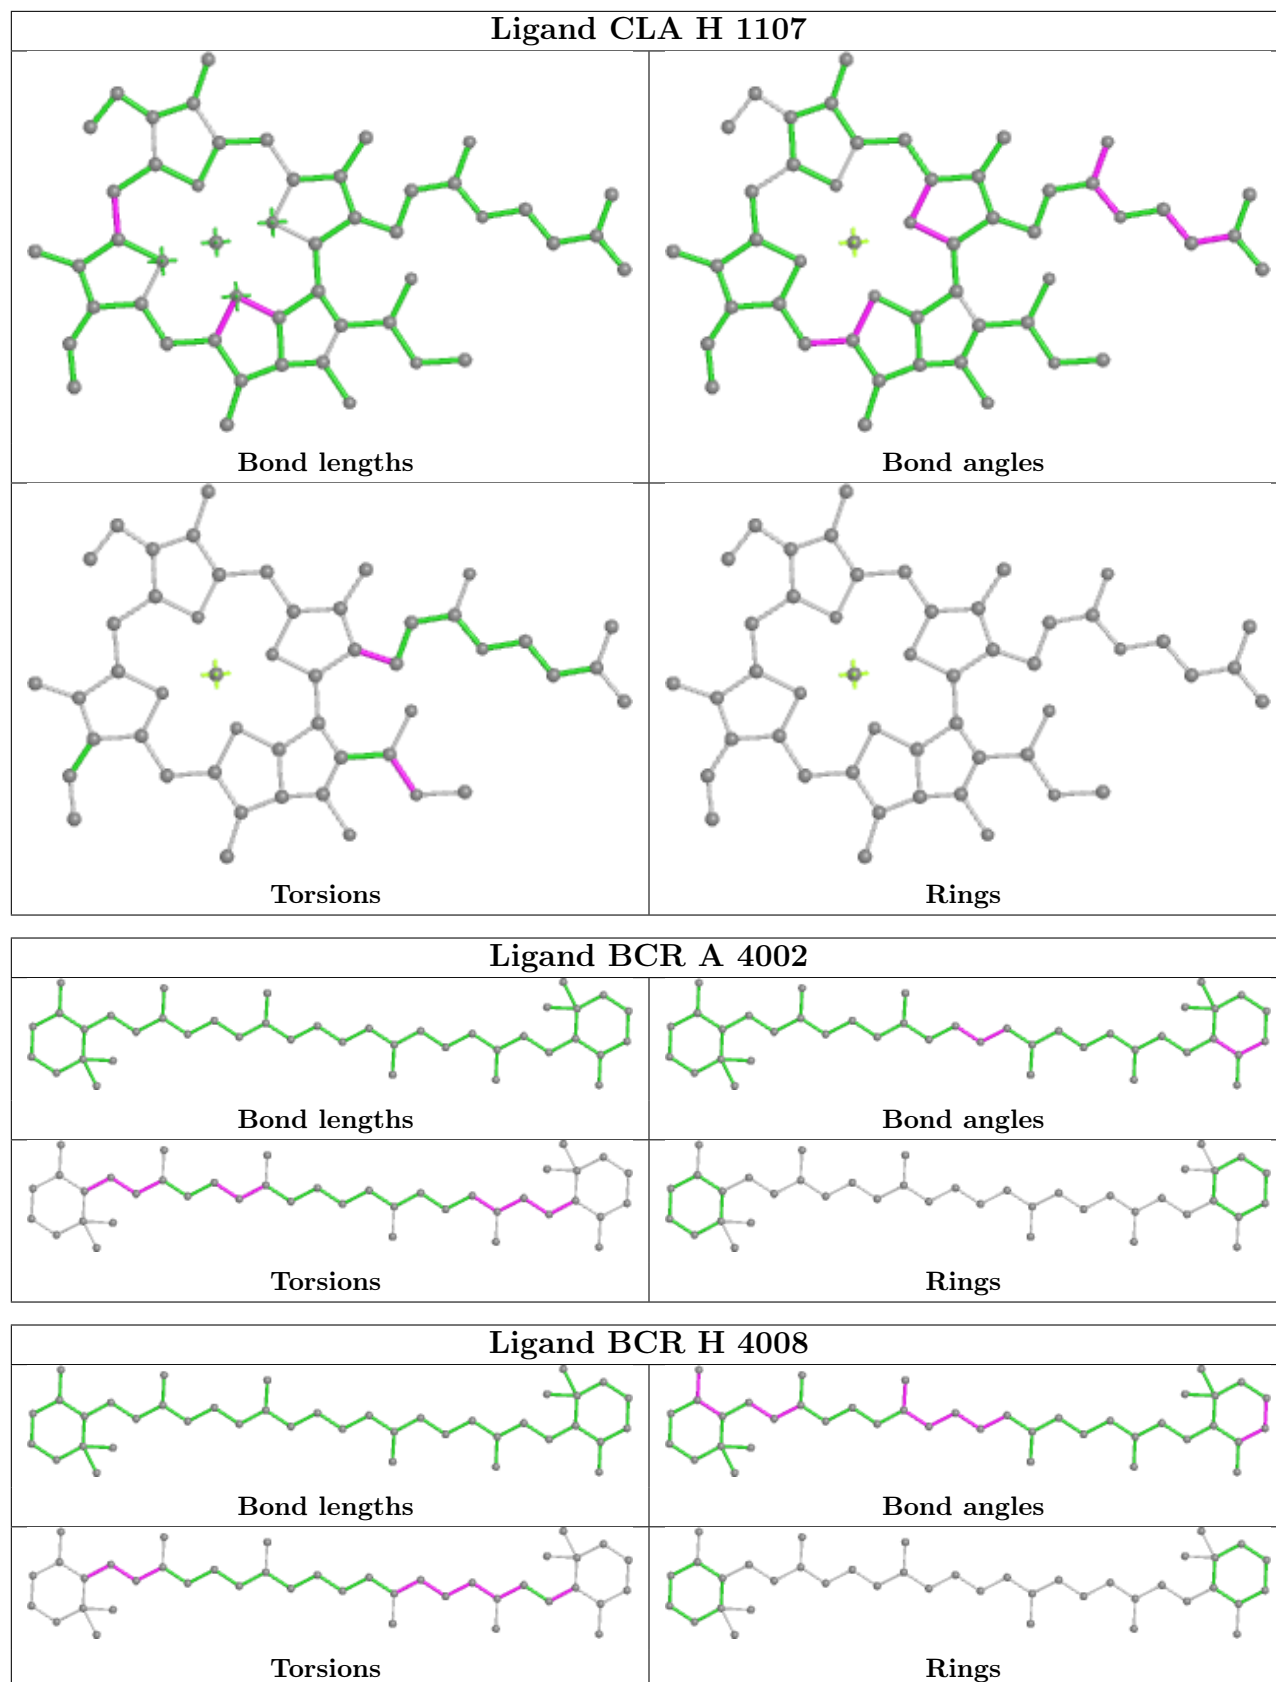 Ligand CLA H 1107
Bond lengths
Bond angles
Torsions
Rings
Ligand BCR A 4002
Bond lengths
Bond angles
Torsions
Rings
Ligand BCR H 4008
Bond lengths
Bond angles
Torsions
Rings